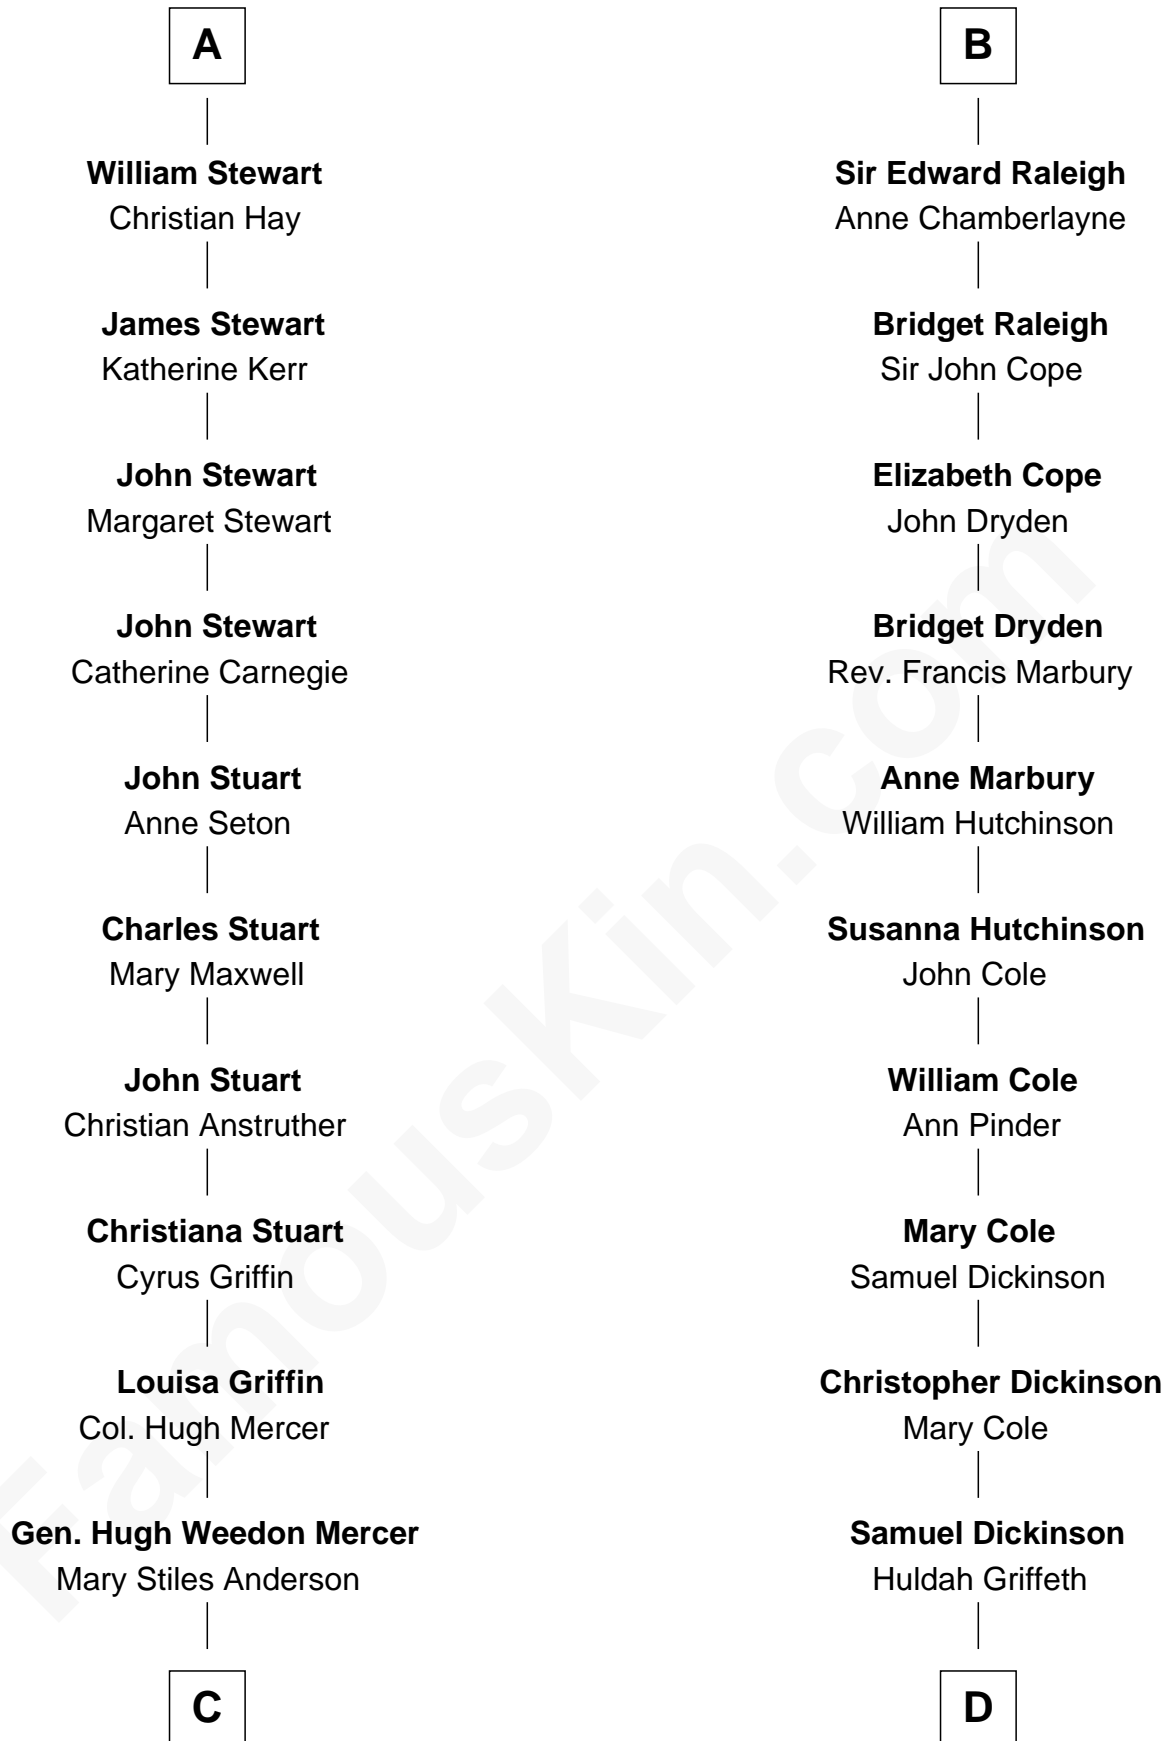 A
William Stewart
Christian Hay
James Stewart
Katherine Kerr
John Stewart
Margaret Stewart
John Stewart
Catherine Carnegie
John Stuart
Anne Seton
Charles Stuart
Mary Maxwell
John Stuart
Christian Anstruther
Christiana Stuart
Cyrus Griffin
Louisa Griffin
Col. Hugh Mercer
Gen. Hugh Weedon Mercer
Mary Stiles Anderson
C
B
Sir Edward Raleigh
Anne Chamberlayne
Bridget Raleigh
Sir John Cope
Elizabeth Cope
John Dryden
Bridget Dryden
Rev. Francis Marbury
Anne Marbury
William Hutchinson
Susanna Hutchinson
John Cole
William Cole
Ann Pinder
Mary Cole
Samuel Dickinson
Christopher Dickinson
Mary Cole
Samuel Dickinson
Huldah Griffeth
D
FamousKin.com